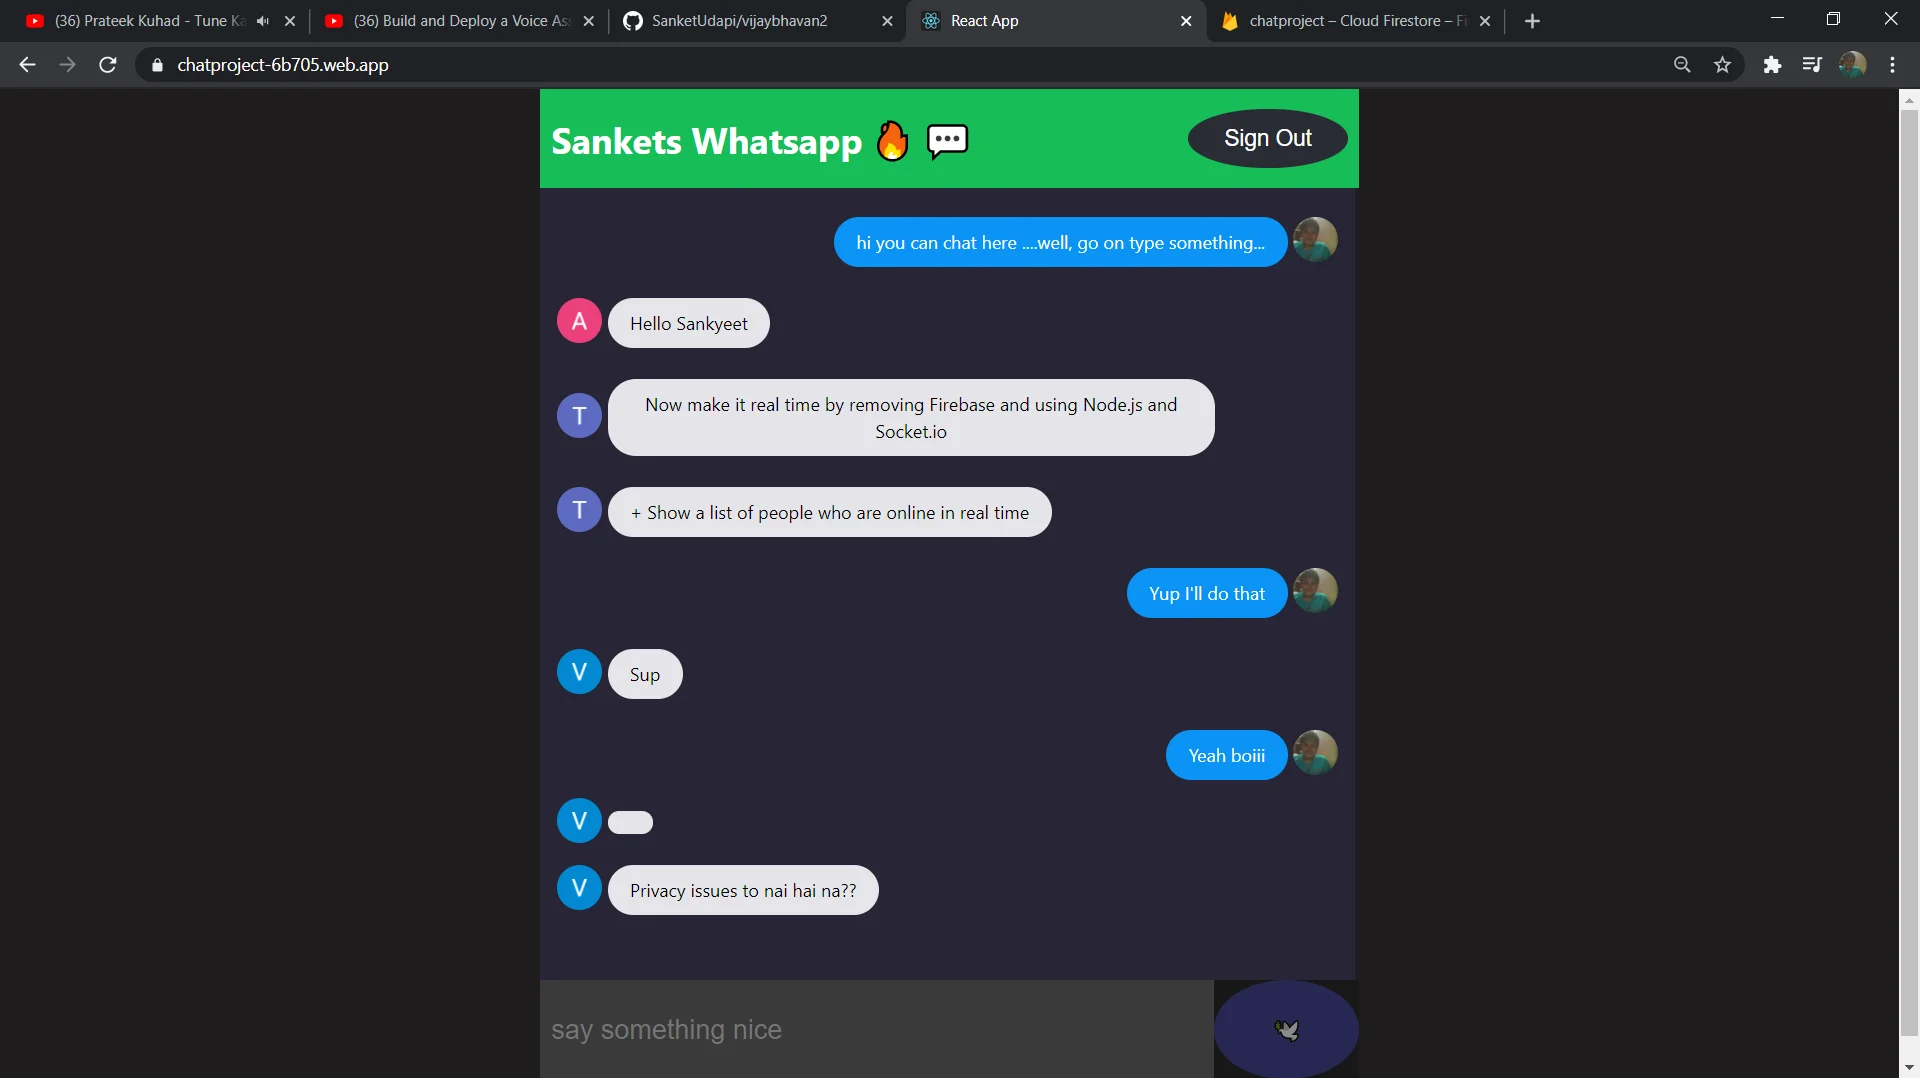 (36) Prateek Kuhad - Tune
(36) Build and Deploy a Voice
SanketUdapi/vijaybhavan2
React App
chatproject – Cloud Firestore –
chatproject-6b705.web.app
Sankets Whatsapp 🔥 💬
Sign Out
hi you can chat here ....well, go on type something...
A
Hello Sankyeet
T
Now make it real time by removing Firebase and using Node.js and
Socket.io
T
+ Show a list of people who are online in real time
Yup I'll do that
V
Sup
Yeah boiii
V
V
Privacy issues to nai hai na??
say something nice
🕊